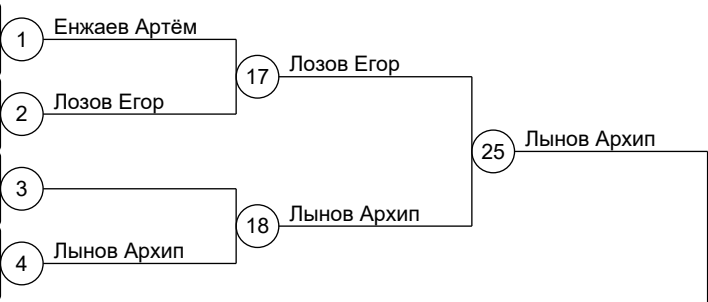 1 Енжаев Артём
17 Лозов Егор
2 Лозов Егор
25 Лынов Архип
3
18 Лынов Архип
4 Лынов Архип